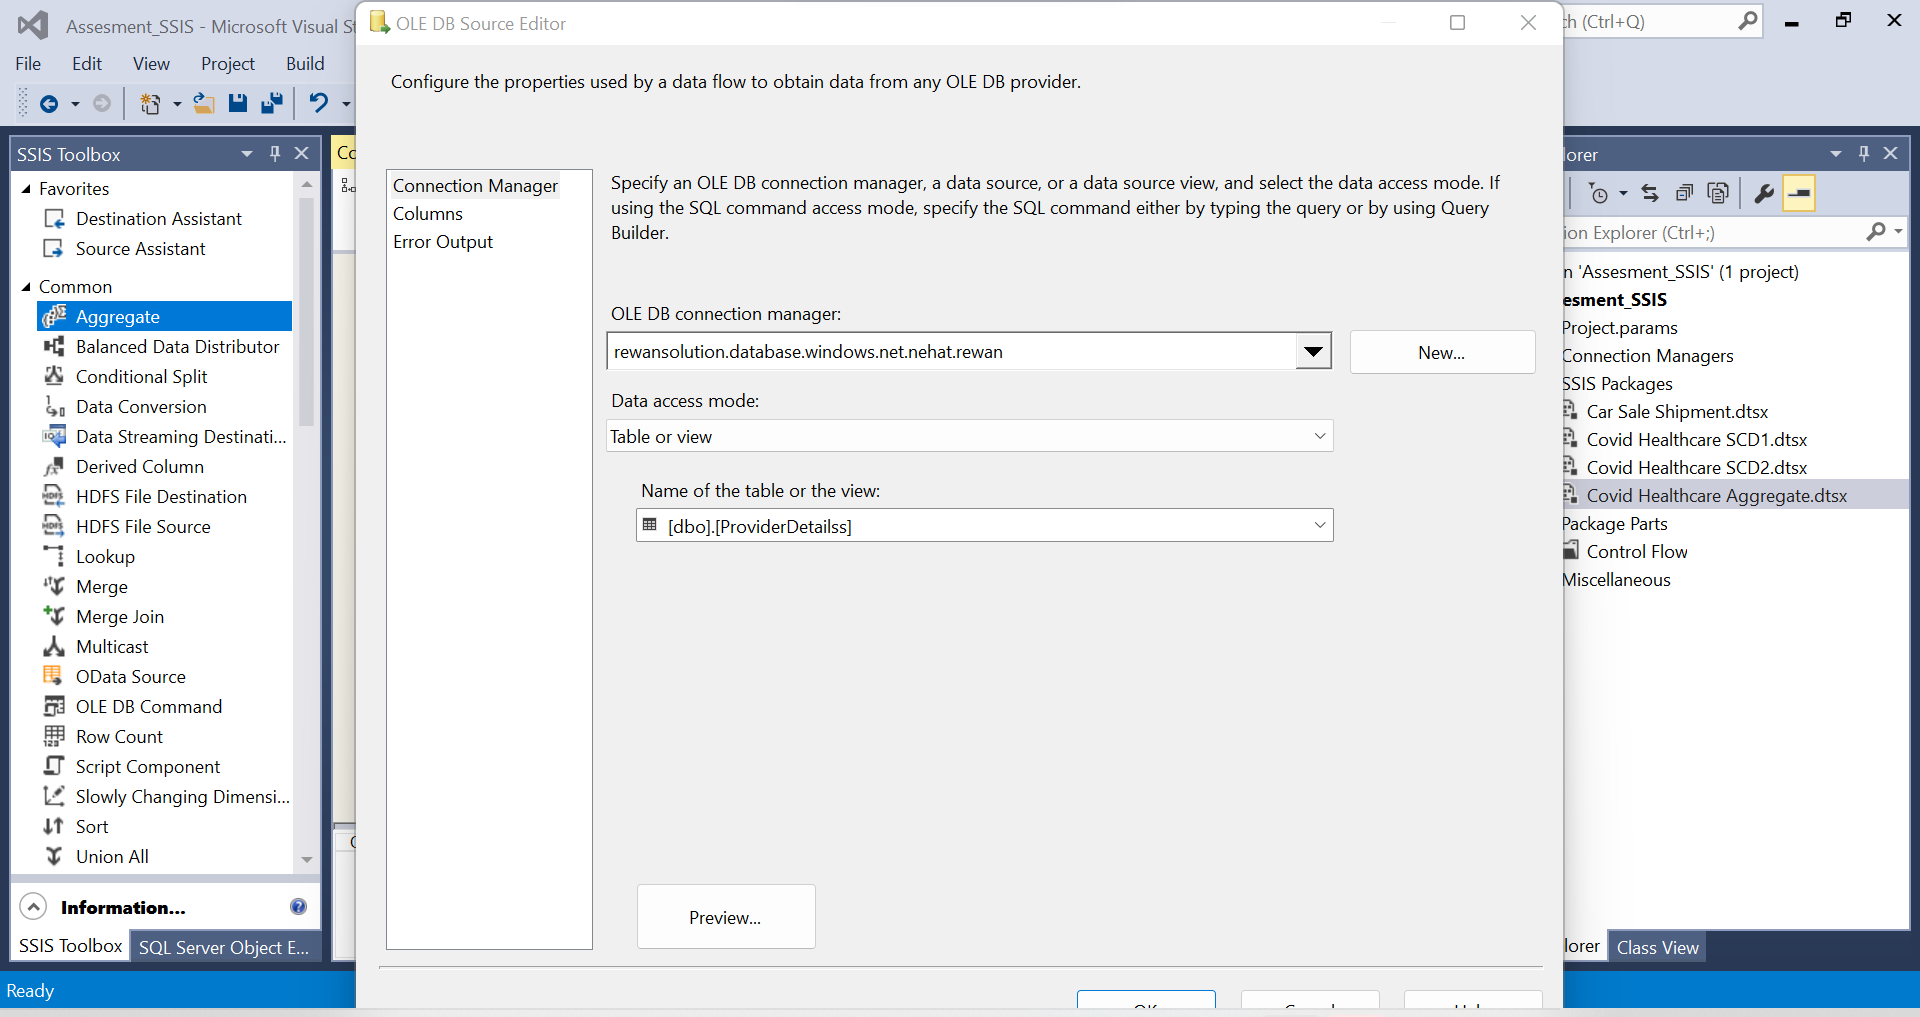 Assesment_SSIS - Microsoft Visual St
OLE DB Source Editor
ch (Ctrl+Q)
File Edit View Project Build
Configure the properties used by a data flow to obtain data from any OLE DB provider.
SSIS Toolbox
Favorites
Destination Assistant
Source Assistant
Common
Aggregate
Balanced Data Distributor
Conditional Split
Data Conversion
Data Streaming Destinati...
Derived Column
HDFS File Destination
HDFS File Source
Lookup
Merge
Merge Join
Multicast
OData Source
OLE DB Command
Row Count
Script Component
Slowly Changing Dimensi...
Sort
Union All
Information...
SSIS Toolbox
SQL Server Object E...
Ready
Co
Connection Manager
Columns
Error Output
Specify an OLE DB connection manager, a data source, or a data source view, and select the data access mode. If
using the SQL command access mode, specify the SQL command either by typing the query or by using Query
Builder.
OLE DB connection manager:
rewansolution.database.windows.net.nehat.rewan
New...
Data access mode:
Table or view
Name of the table or the view:
[dbo].[ProviderDetailss]
Preview...
lorer
ion Explorer (Ctrl+;)
n 'Assesment_SSIS' (1 project)
esment_SSIS
Project.params
Connection Managers
SSIS Packages
Car Sale Shipment.dtsx
Covid Healthcare SCD1.dtsx
Covid Healthcare SCD2.dtsx
Covid Healthcare Aggregate.dtsx
Package Parts
Control Flow
Miscellaneous
lorer
Class View